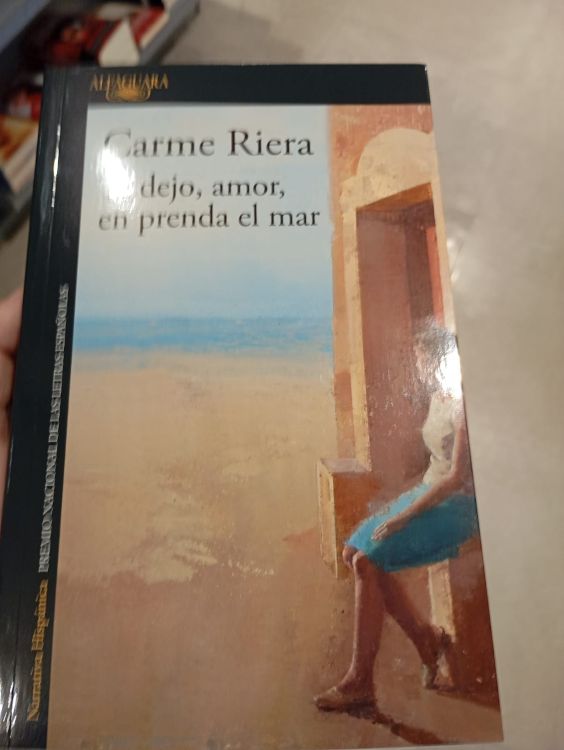 ALFAGUARA
Carme Riera
dejo, amor,
en prenda el mar
Narrativa Hispánica PREMIO NACIONAL DE LAS LETRAS ESPAÑOLAS